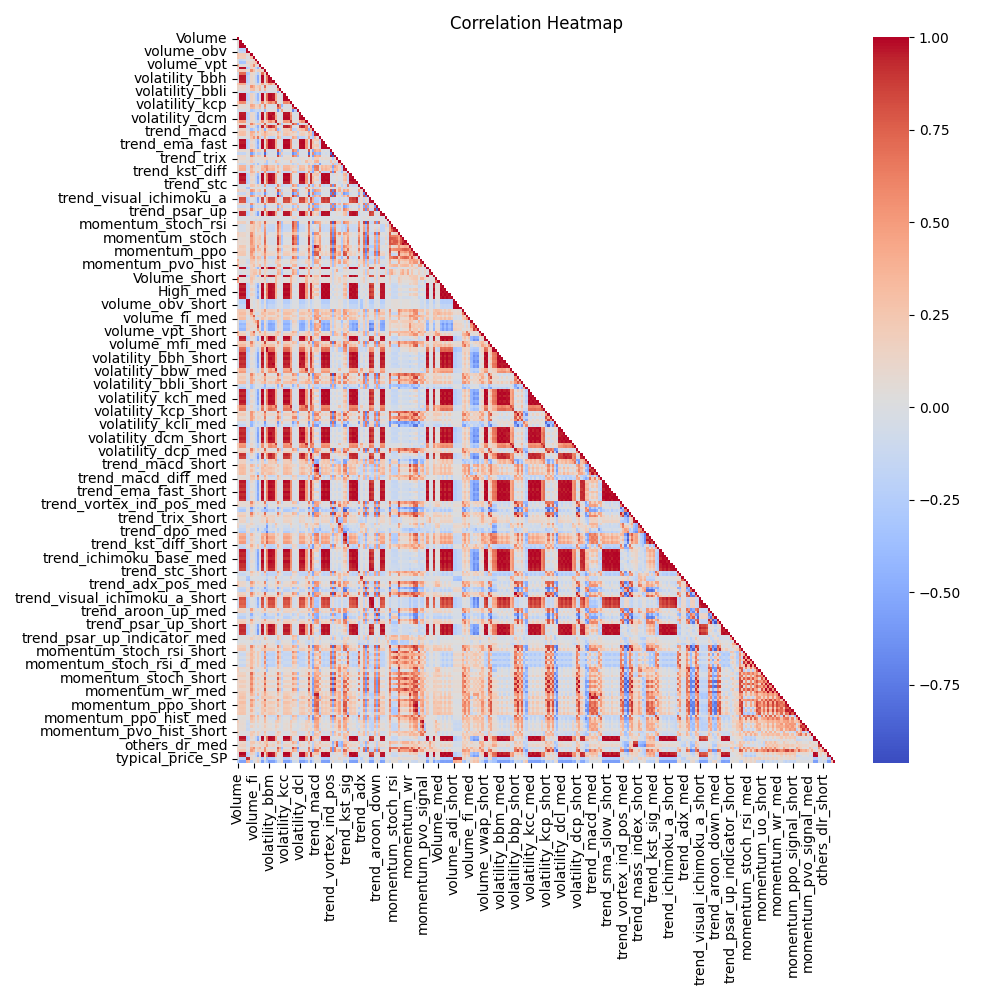 Correlation Heatmap
Volume
volume_obv
volume_vpt
volatility_bbh
volatility_bbli
volatility_kcp
volatility_dcm
trend_macd
trend_ema_fast
trend_trix
trend_kst_diff
trend_stc
trend_visual_ichimoku_a
trend_psar_up
momentum_stoch_rsi
momentum_stoch
momentum_ppo
momentum_pvo_hist
Volume_short
High_med
volume_obv_short
volume_fi_med
volume_vpt_short
volume_mfi_med
volatility_bbh_short
volatility_bbw_med
volatility_bbli_short
volatility_kch_med
volatility_kcp_short
volatility_kcli_med
volatility_dcm_short
volatility_dcp_med
trend_macd_short
trend_macd_diff_med
trend_ema_fast_short
trend_vortex_ind_pos_med
trend_trix_short
trend_dpo_med
trend_kst_diff_short
trend_ichimoku_base_med
trend_stc_short
trend_adx_pos_med
trend_visual_ichimoku_a_short
trend_aroon_up_med
trend_psar_up_short
trend_psar_up_indicator_med
momentum_stoch_rsi_short
momentum_stoch_rsi_d_med
momentum_stoch_short
momentum_wr_med
momentum_ppo_short
momentum_ppo_hist_med
momentum_pvo_hist_short
others_dr_med
typical_price_SP
Volume
volume_fi
volatility_bbm
volatility_kcc
volatility_dcl
trend_macd
trend_vortex_ind_pos
trend_kst_sig
trend_adx
trend_aroon_down
momentum_stoch_rsi
momentum_wr
momentum_pvo_signal
Volume_med
volume_adi_short
volume_fi_med
volume_vwap_short
volatility_bbm_med
volatility_bbp_short
volatility_kcc_med
volatility_kcp_short
volatility_dcl_med
volatility_dcp_short
trend_macd_med
trend_sma_slow_short
trend_vortex_ind_pos_med
trend_mass_index_short
trend_kst_sig_med
trend_ichimoku_a_short
trend_adx_med
trend_visual_ichimoku_a_short
trend_aroon_down_med
trend_psar_up_indicator_short
momentum_stoch_rsi_med
momentum_uo_short
momentum_wr_med
momentum_ppo_signal_short
momentum_pvo_signal_med
others_dlr_short
1.00
0.75
0.50
0.25
0.00
−0.25
−0.50
−0.75